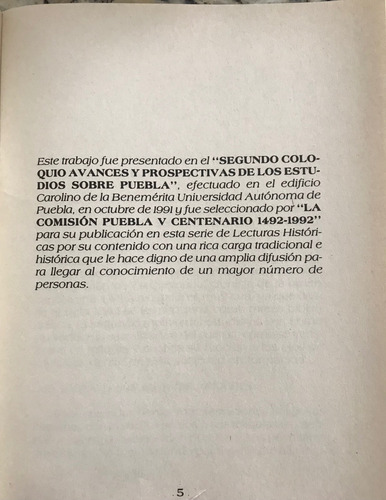 Este trabajo fue presentado en el "SEGUNDO COLO-
QUIO AVANCES Y PROSPECTIVAS DE LOS ESTU-
DIOS SOBRE PUEBLA", efectuado en el edificio
Carolino de la Benemérita Universidad Autónoma de
Puebla, en octubre de 1991 y fue seleccionado por "LA
COMISIÓN PUEBLA V CENTENARIO 1492-1992"
para su publicación en esta serie de Lecturas Históri-
cas por su contenido con una rica carga tradicional e
histórica que le hace digno de una amplia difusión pa-
ra llegar al conocimiento de un mayor número de
personas.
5